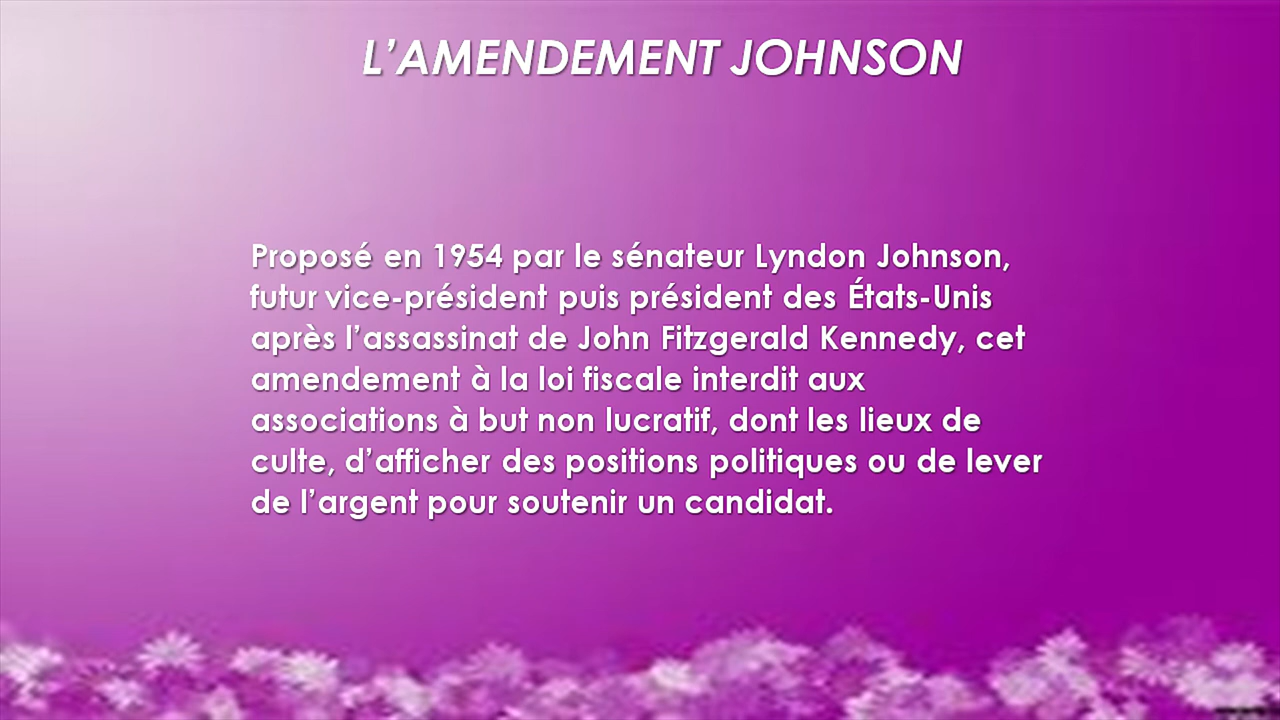 L’AMENDEMENT JOHNSON
Proposé en 1954 par le sénateur Lyndon Johnson,
futur vice-président puis président des États-Unis
après l’assassinat de John Fitzgerald Kennedy, cet
amendement à la loi fiscale interdit aux
associations à but non lucratif, dont les lieux de
culte, d’afficher des positions politiques ou de lever
de l’argent pour soutenir un candidat.